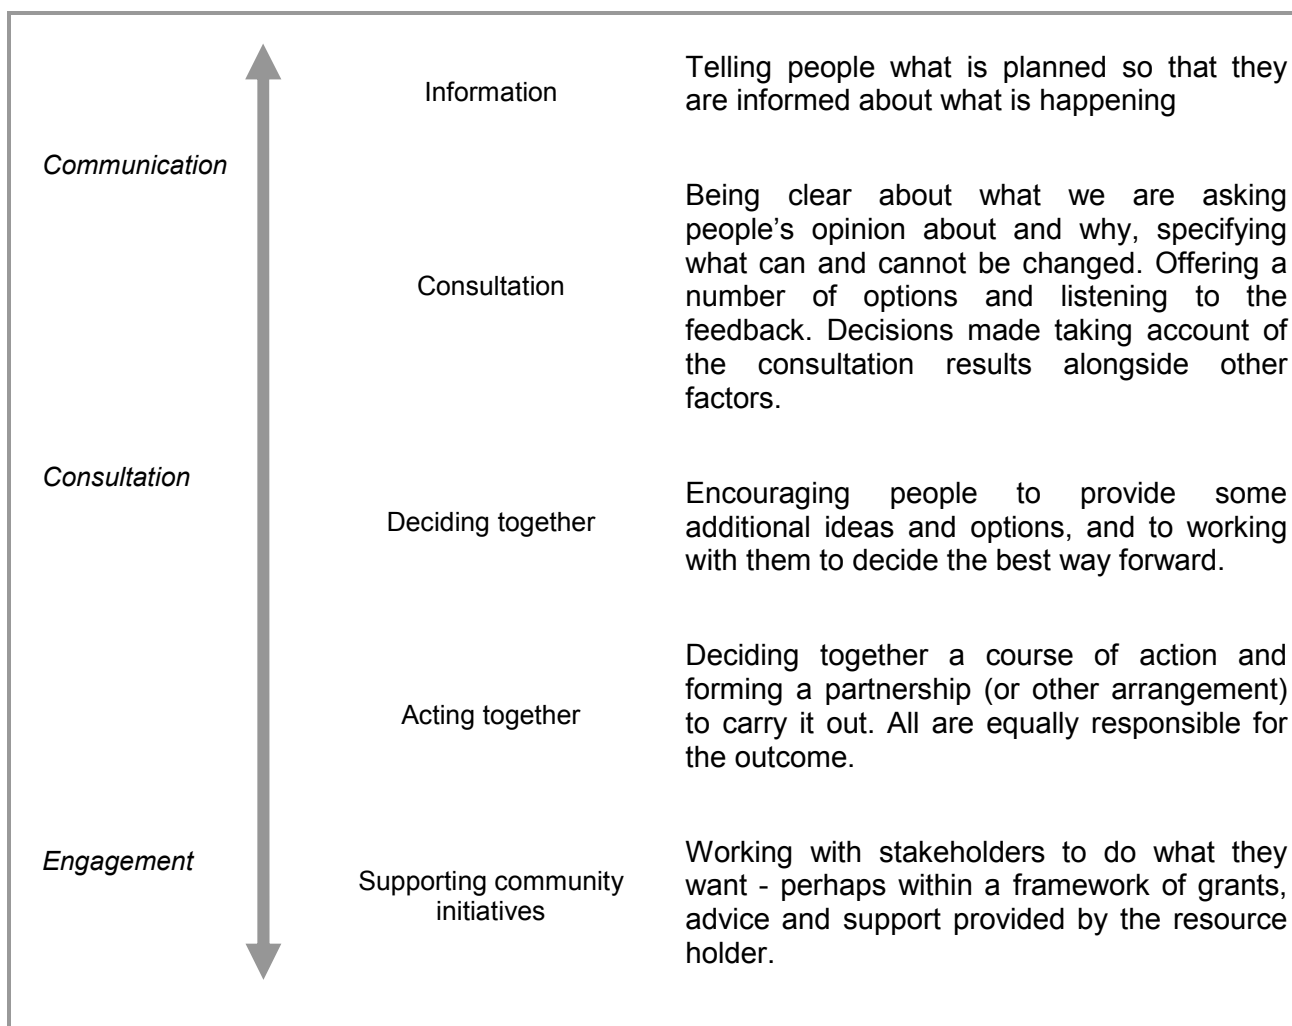 Information
Telling people what is planned so that they
are informed about what is happening
Communication
Consultation
Being clear about what we are asking
people’s opinion about and why, specifying
what can and cannot be changed. Offering a
number of options and listening to the
feedback. Decisions made taking account of
the consultation results alongside other
factors.
Consultation
Deciding together
Encouraging people to provide some
additional ideas and options, and to working
with them to decide the best way forward.
Acting together
Deciding together a course of action and
forming a partnership (or other arrangement)
to carry it out. All are equally responsible for
the outcome.
Engagement
Supporting community
initiatives
Working with stakeholders to do what they
want - perhaps within a framework of grants,
advice and support provided by the resource
holder.